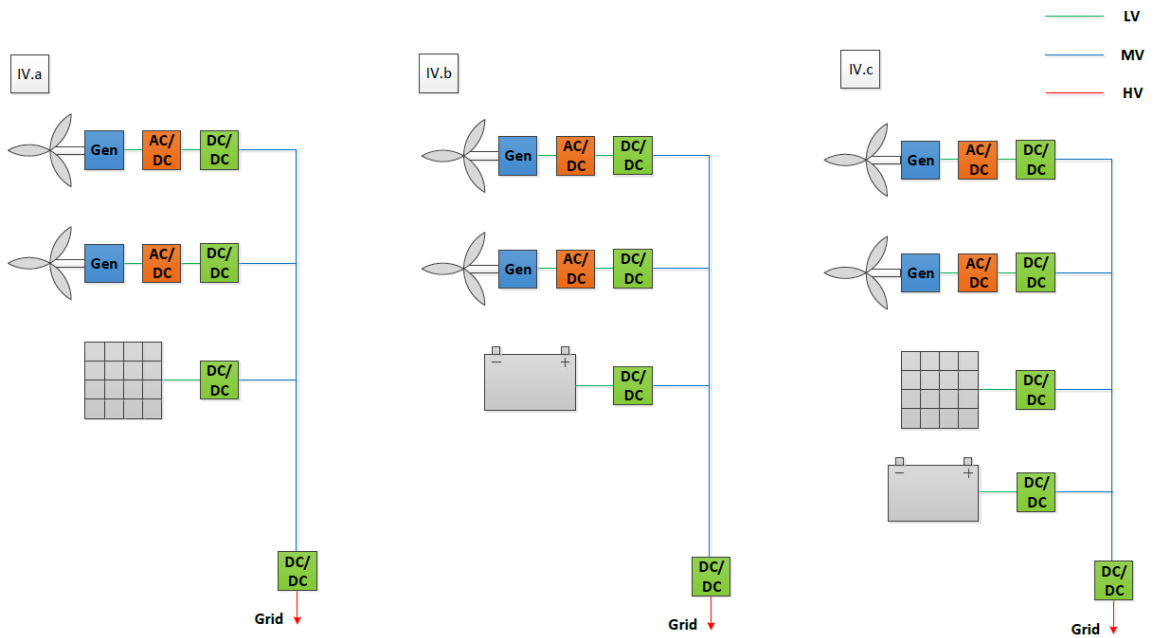 LV
MV
HV
IV.a
Gen
AC/
DC
DC/
DC
Gen
AC/
DC
DC/
DC
DC/
DC
DC/
DC
Grid
IV.b
Gen
AC/
DC
DC/
DC
Gen
AC/
DC
DC/
DC
− +
DC/
DC
DC/
DC
Grid
IV.c
Gen
AC/
DC
DC/
DC
Gen
AC/
DC
DC/
DC
DC/
DC
− +
DC/
DC
DC/
DC
Grid